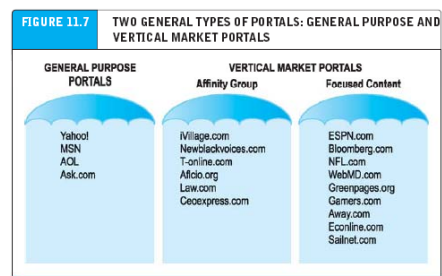 FIGURE 11.7
TWO GENERAL TYPES OF PORTALS: GENERAL PURPOSE AND
VERTICAL MARKET PORTALS
GENERAL PURPOSE
PORTALS
Yahoo!
MSN
AOL
Ask.com
VERTICAL MARKET PORTALS
Affinity Group
iVillage.com
Newblackvoices.com
T-online.com
Aflcio.org
Law.com
Ceoexpress.com
Focused Content
ESPN.com
Bloomberg.com
NFL.com
WebMD.com
Greenpages.org
Gamers.com
Away.com
Econline.com
Sailnet.com